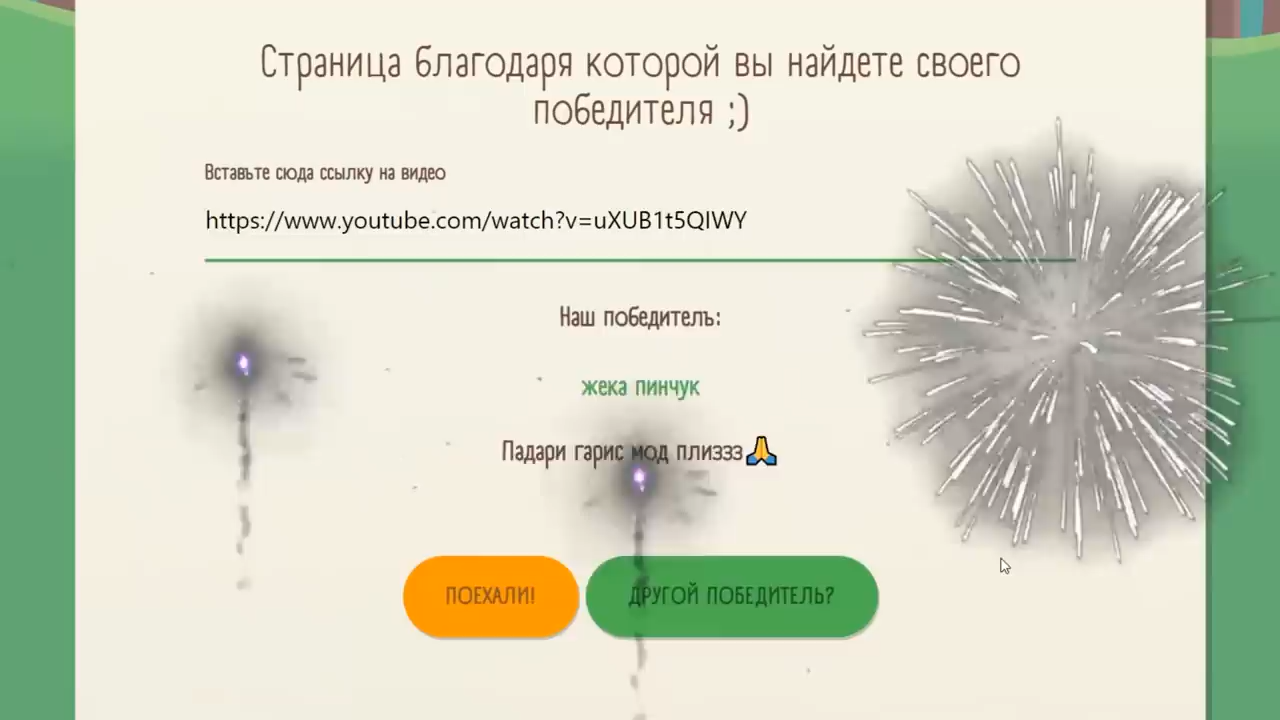 Страница благодаря которой вы найдете своего
победителя ;)
Вставьте сюда ссылку на видео
https://www.youtube.com/watch?v=uXUB1t5QIWY
Наш победитель:
жека пинчук
Падари гарис мод плиззз🙏
ПОЕХАЛИ!
ДРУГОЙ ПОБЕДИТЕЛЬ?